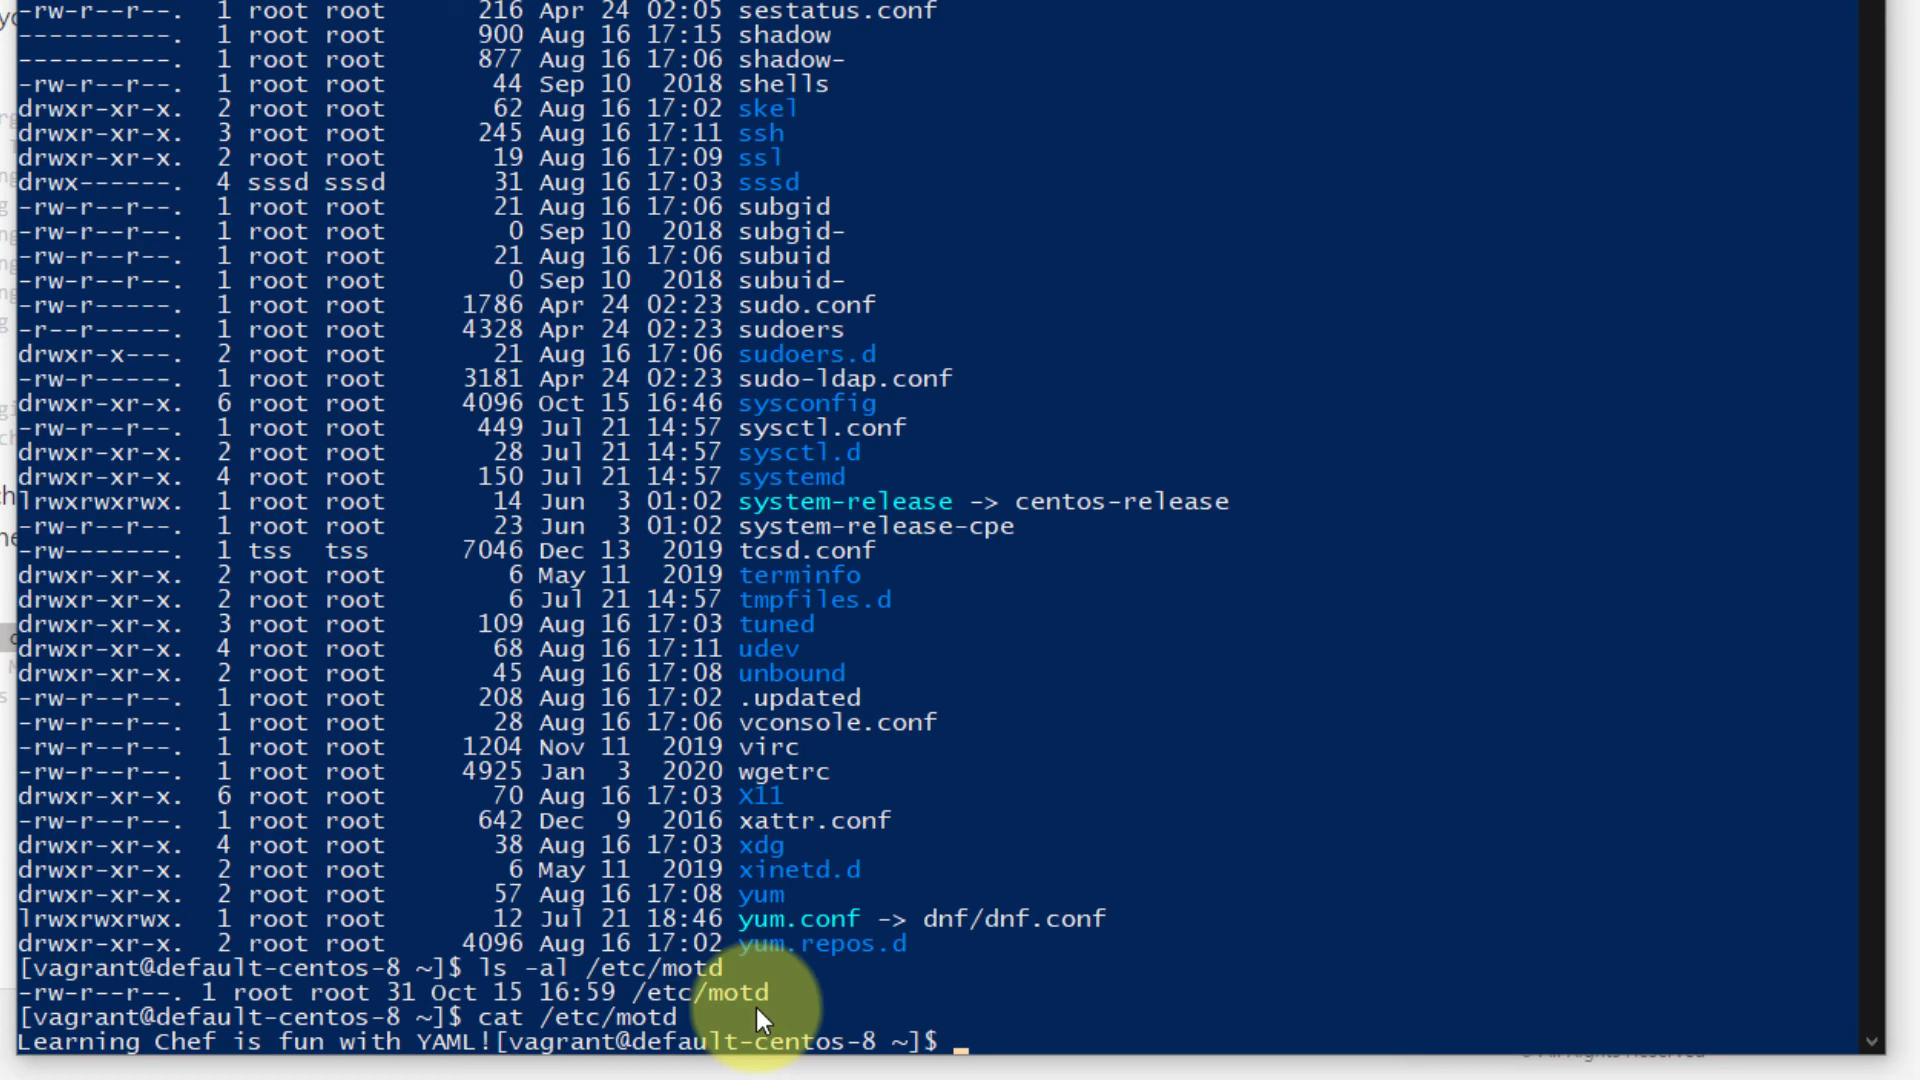 -rw-r--r--. 1 root root 216 Apr 24 02:05 sestatus.conf
----------. 1 root root 900 Aug 16 17:15 shadow
----------. 1 root root 877 Aug 16 17:06 shadow-
-rw-r--r--. 1 root root 44 Sep 10 2018 shells
drwxr-xr-x. 2 root root 62 Aug 16 17:02 skel
drwxr-xr-x. 3 root root 245 Aug 16 17:11 ssh
drwxr-xr-x. 2 root root 19 Aug 16 17:09 ssl
drwx------. 4 sssd sssd 31 Aug 16 17:03 sssd
-rw-r--r--. 1 root root 21 Aug 16 17:06 subgid
-rw-r--r--. 1 root root 0 Sep 10 2018 subgid-
-rw-r--r--. 1 root root 21 Aug 16 17:06 subuid
-rw-r--r--. 1 root root 0 Sep 10 2018 subuid-
-rw-r-----. 1 root root 1786 Apr 24 02:23 sudo.conf
-r--r-----. 1 root root 4328 Apr 24 02:23 sudoers
drwxr-x---. 2 root root 21 Aug 16 17:06 sudoers.d
-rw-r-----. 1 root root 3181 Apr 24 02:23 sudo-ldap.conf
drwxr-xr-x. 6 root root 4096 Oct 15 16:46 sysconfig
-rw-r--r--. 1 root root 449 Jul 21 14:57 sysctl.conf
drwxr-xr-x. 2 root root 28 Jul 21 14:57 sysctl.d
drwxr-xr-x. 4 root root 150 Jul 21 14:57 systemd
lrwxrwxrwx. 1 root root 14 Jun 3 01:02 system-release -> centos-release
-rw-r--r--. 1 root root 23 Jun 3 01:02 system-release-cpe
-rw-------. 1 tss tss 7046 Dec 13 2019 tcsd.conf
drwxr-xr-x. 2 root root 6 May 11 2019 terminfo
drwxr-xr-x. 2 root root 6 Jul 21 14:57 tmpfiles.d
drwxr-xr-x. 3 root root 109 Aug 16 17:03 tuned
drwxr-xr-x. 4 root root 68 Aug 16 17:11 udev
drwxr-xr-x. 2 root root 45 Aug 16 17:08 unbound
-rw-r--r--. 1 root root 208 Aug 16 17:02 .updated
-rw-r--r--. 1 root root 28 Aug 16 17:06 vconsole.conf
-rw-r--r--. 1 root root 1204 Nov 11 2019 virc
-rw-r--r--. 1 root root 4925 Jan 3 2020 wgetrc
drwxr-xr-x. 6 root root 70 Aug 16 17:03 X11
-rw-r--r--. 1 root root 642 Dec 9 2016 xattr.conf
drwxr-xr-x. 4 root root 38 Aug 16 17:03 xdg
drwxr-xr-x. 2 root root 6 May 11 2019 xinetd.d
drwxr-xr-x. 2 root root 57 Aug 16 17:08 yum
lrwxrwxrwx. 1 root root 12 Jul 21 18:46 yum.conf -> dnf/dnf.conf
drwxr-xr-x. 2 root root 4096 Aug 16 17:02 yum.repos.d
[vagrant@default-centos-8 ~]$ ls -al /etc/motd
-rw-r--r--. 1 root root 31 Oct 15 16:59 /etc/motd
[vagrant@default-centos-8 ~]$ cat /etc/motd
Learning Chef is fun with YAML![vagrant@default-centos-8 ~]$